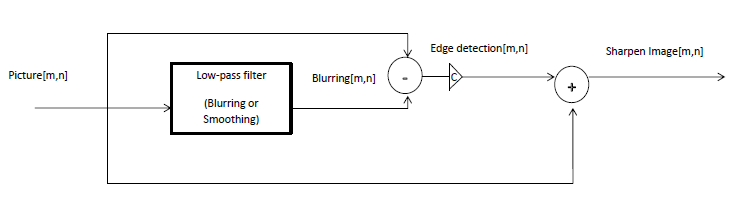 Picture[m,n]
Low-pass filter
(Blurring or
Smoothing)
Blurring[m,n]
-
C
Edge detection[m,n]
+
Sharpen Image[m,n]